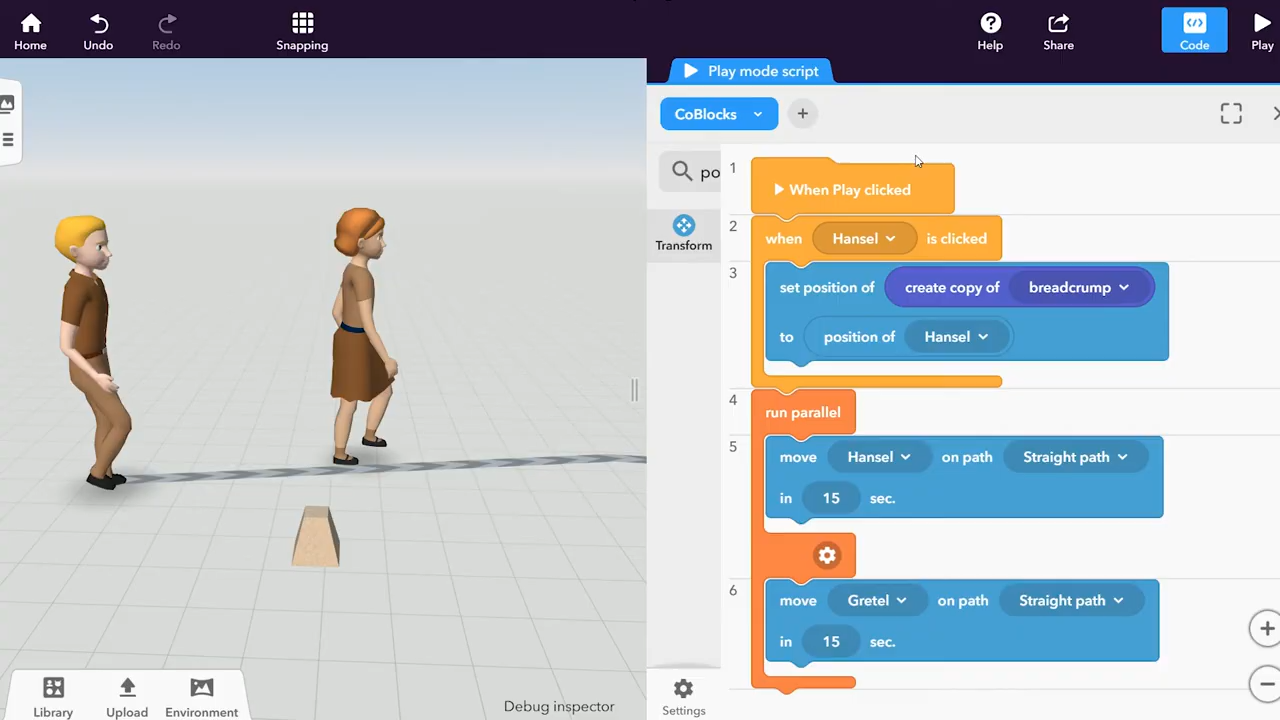 Home
Undo
Redo
Snapping
Help
Share
Code
Play
Play mode script
CoBlocks
+
po
Transform
1
When Play clicked
2
when Hansel is clicked
3
set position of create copy of breadcrump
to position of Hansel
4
run parallel
5
move Hansel on path Straight path
in 15 sec.
6
move Gretel on path Straight path
in 15 sec.
Library
Upload
Environment
Debug inspector
Settings